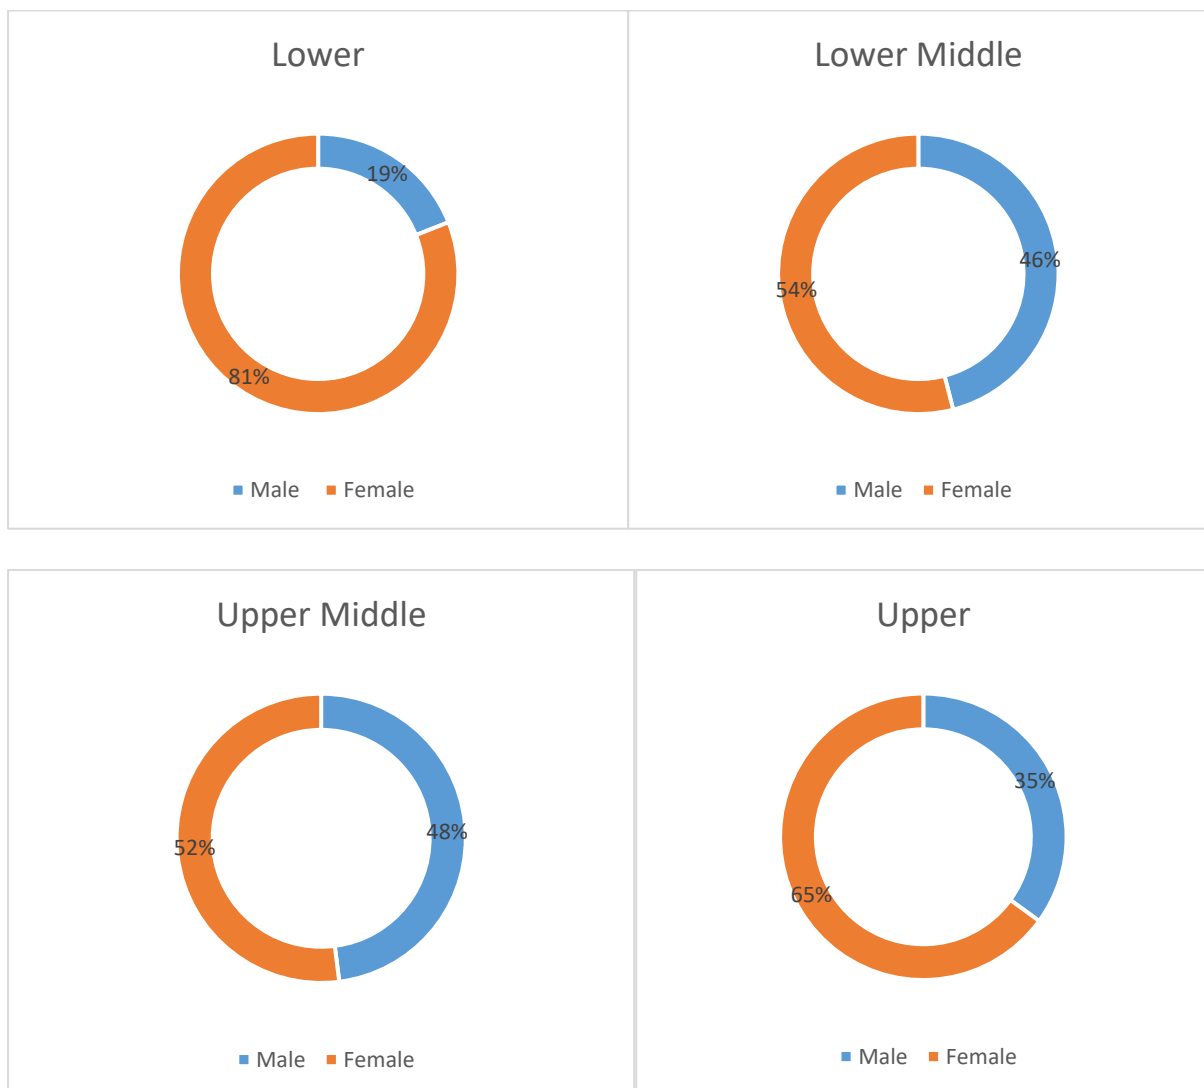 Lower
19%
81%
Male Female
Lower Middle
46%
54%
Male Female
Upper Middle
48%
52%
Male Female
Upper
35%
65%
Male Female